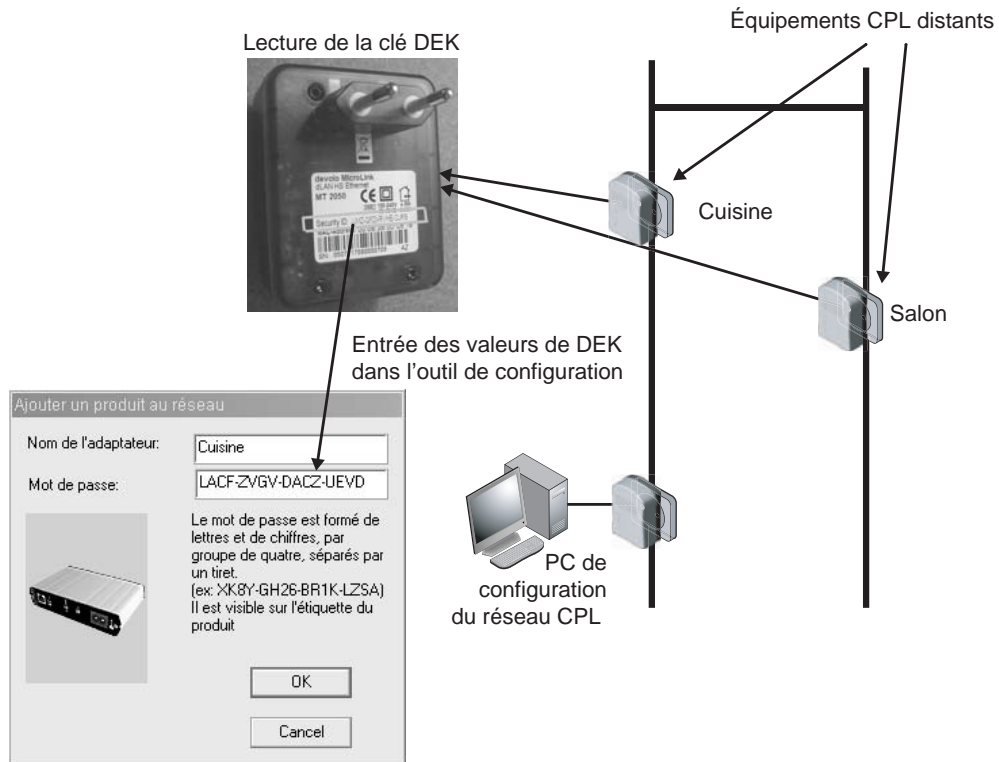 Équipements CPL distants
Lecture de la clé DEK
devolo MicroLink
dLAN HS Ethernet
MT 2050
CE
Security ID:
AZ
Cuisine
Salon
Entrée des valeurs de DEK
dans l'outil de configuration
Ajouter un produit au réseau
Nom de l'adaptateur:
Cuisine
Mot de passe:
LACF-ZVGV-DACZ-UEVD
Le mot de passe est formé de
lettres et de chiffres, par
groupe de quatre, séparés par
un tiret.
(ex: XK8Y-GH26-BR1K-LZSA)
Il est visible sur l'étiquette du
produit
OK
Cancel
PC de
configuration
du réseau CPL